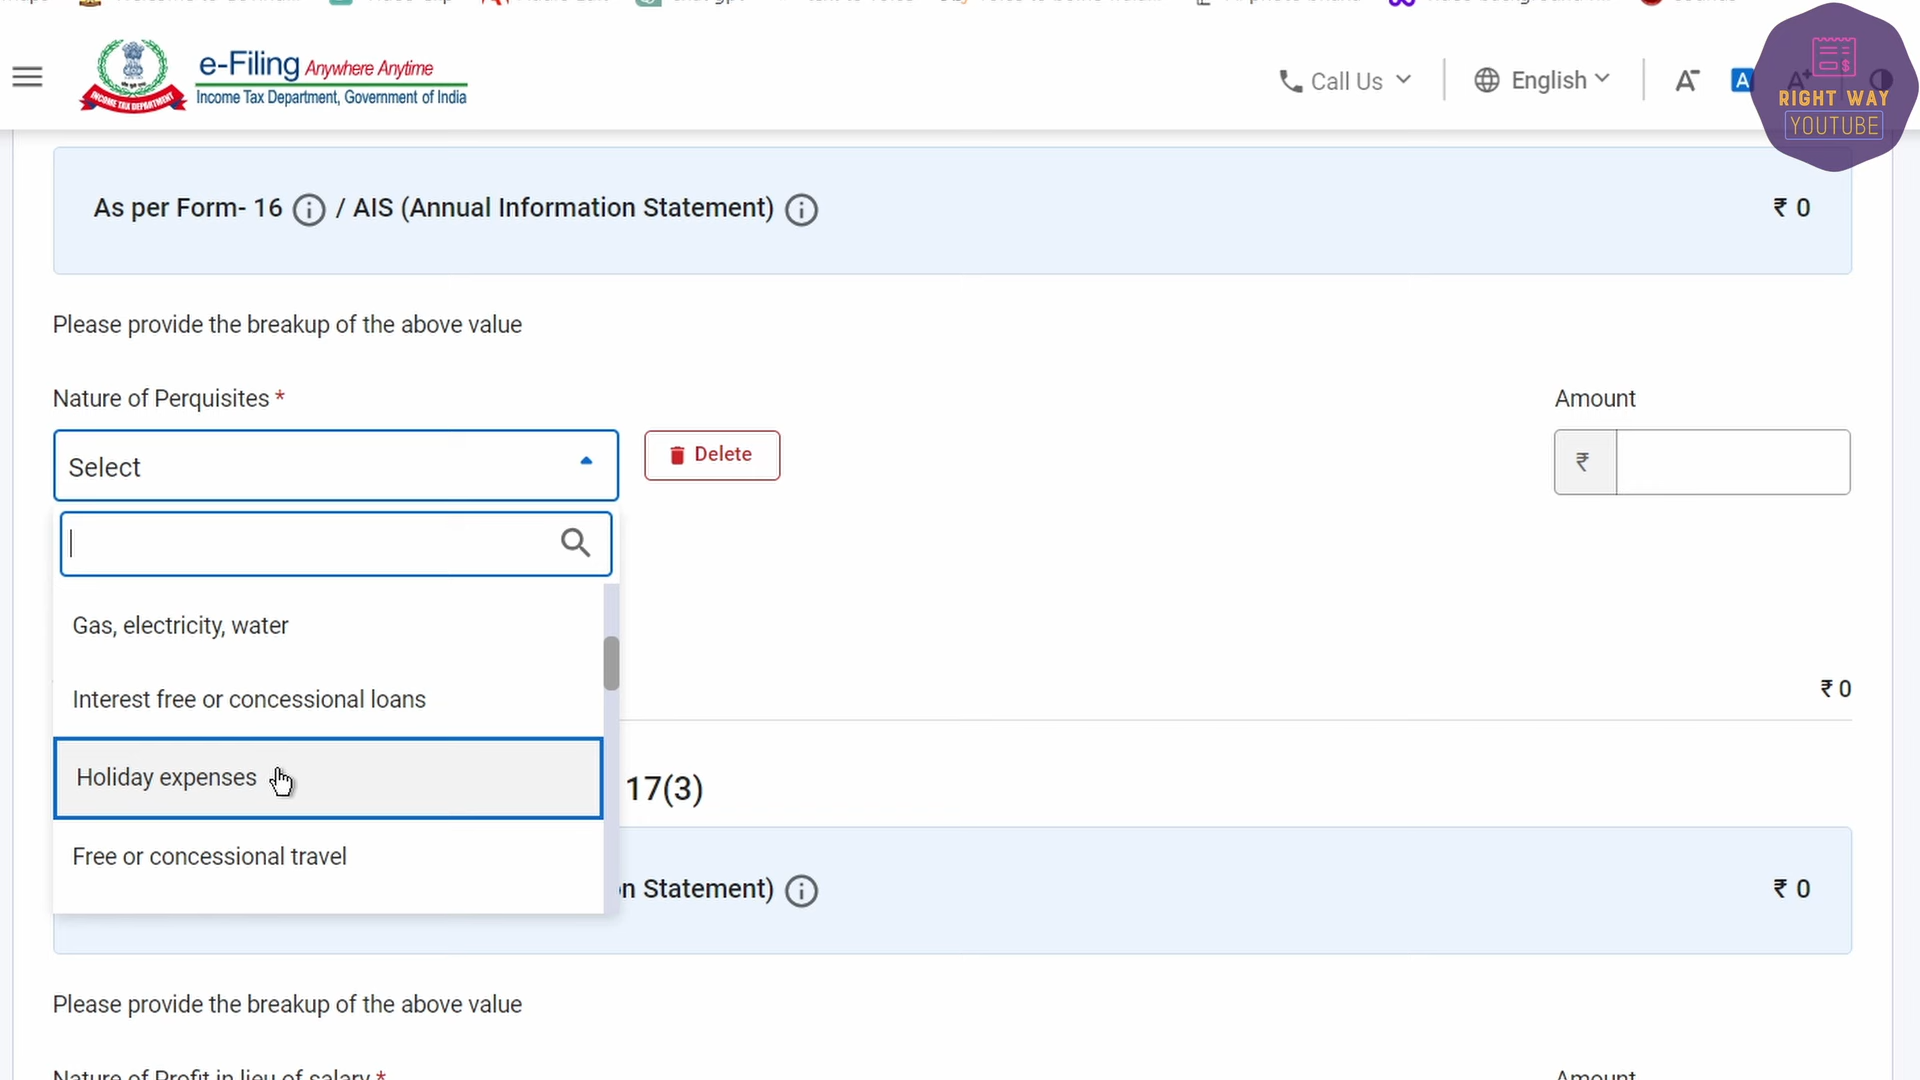 e-Filing Anywhere Anytime
Income Tax Department, Government of India
INCOME TAX DEPARTMENT
Call Us
English
A
A
A+
RIGHT WAY
YOUTUBE
As per Form- 16 / AIS (Annual Information Statement)
₹ 0
Please provide the breakup of the above value
Nature of Perquisites *
Amount
Select
Delete
₹
Gas, electricity, water
Interest free or concessional loans
₹ 0
Holiday expenses
17(3)
Free or concessional travel
n Statement)
₹ 0
Please provide the breakup of the above value
Nature of Profit in lieu of salary *
Amount